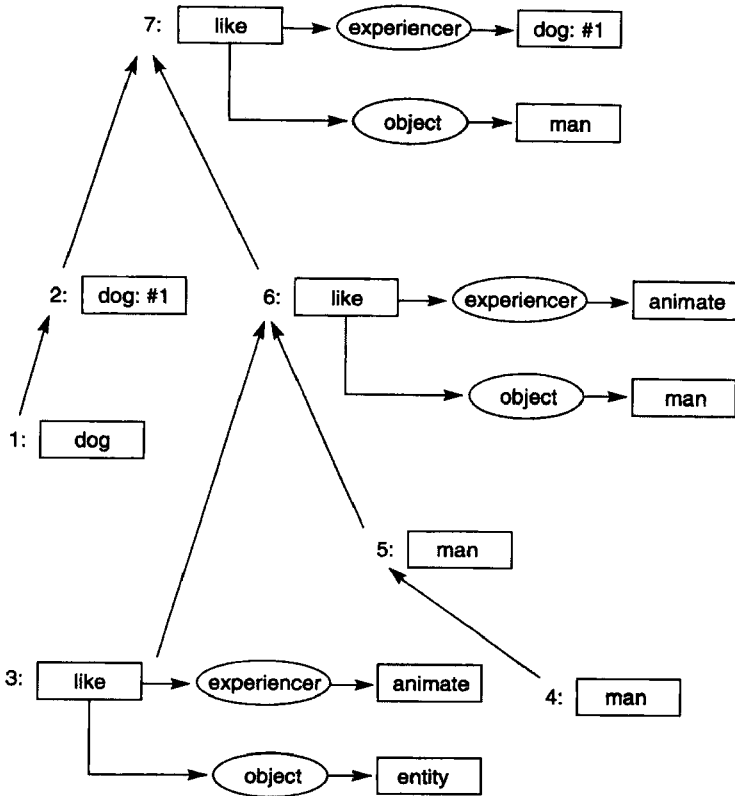 7: like experiencer dog: #1
object man
2: dog: #1 6: like experiencer animate
object man
1: dog
5: man
3: like experiencer animate 4: man
object entity